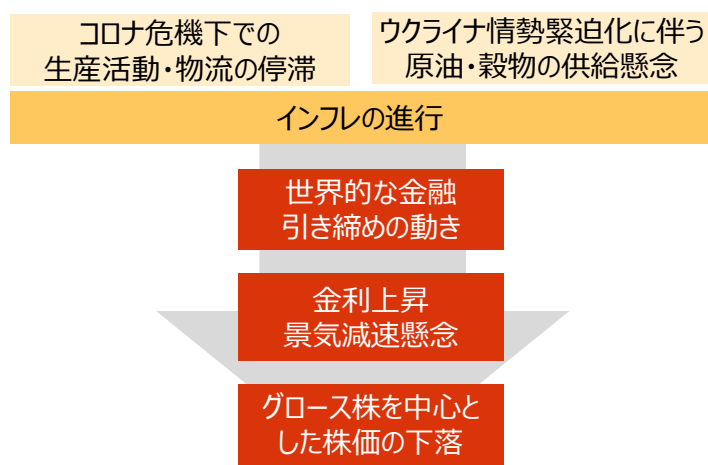 コロナ危機下での
生産活動・物流の停滞
ウクライナ情勢緊迫化に伴う
原油・穀物の供給懸念
インフレの進行
世界的な金融
引き締めの動き
金利上昇
景気減速懸念
グロース株を中心と
した株価の下落